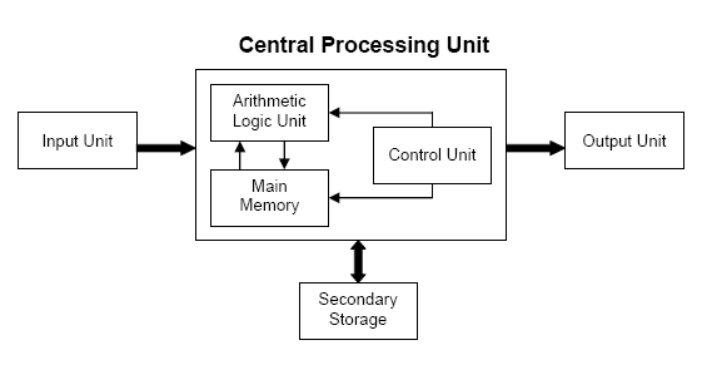 Central Processing Unit
Input Unit
Arithmetic
Logic Unit
Control Unit
Main
Memory
Output Unit
Secondary
Storage